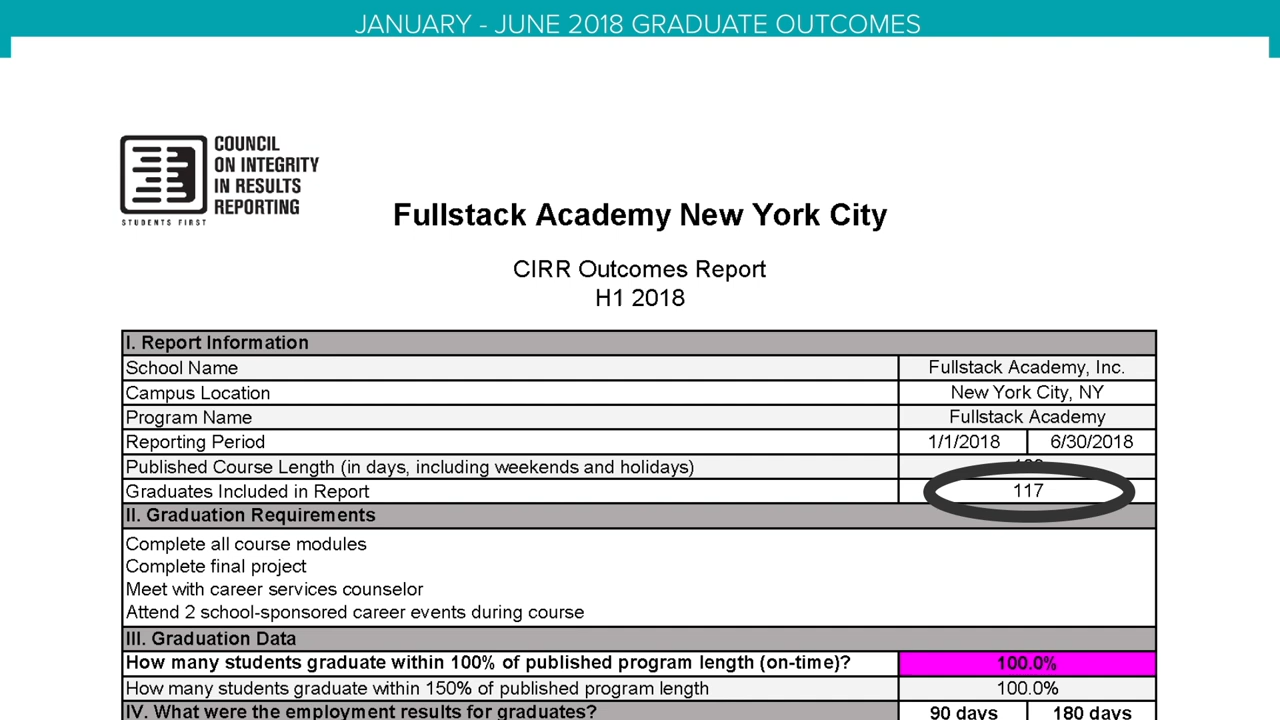 JANUARY - JUNE 2018 GRADUATE OUTCOMES
COUNCIL
ON INTEGRITY
IN RESULTS
REPORTING
STUDENTS FIRST
Fullstack Academy New York City
CIRR Outcomes Report
H1 2018
I. Report Information
School Name Fullstack Academy, Inc.
Campus Location New York City, NY
Program Name Fullstack Academy
Reporting Period 1/1/2018 6/30/2018
Published Course Length (in days, including weekends and holidays)
Graduates Included in Report 117
II. Graduation Requirements
Complete all course modules
Complete final project
Meet with career services counselor
Attend 2 school-sponsored career events during course
III. Graduation Data
How many students graduate within 100% of published program length (on-time)? 100.0%
How many students graduate within 150% of published program length 100.0%
IV. What were the employment results for graduates? 90 days 180 days